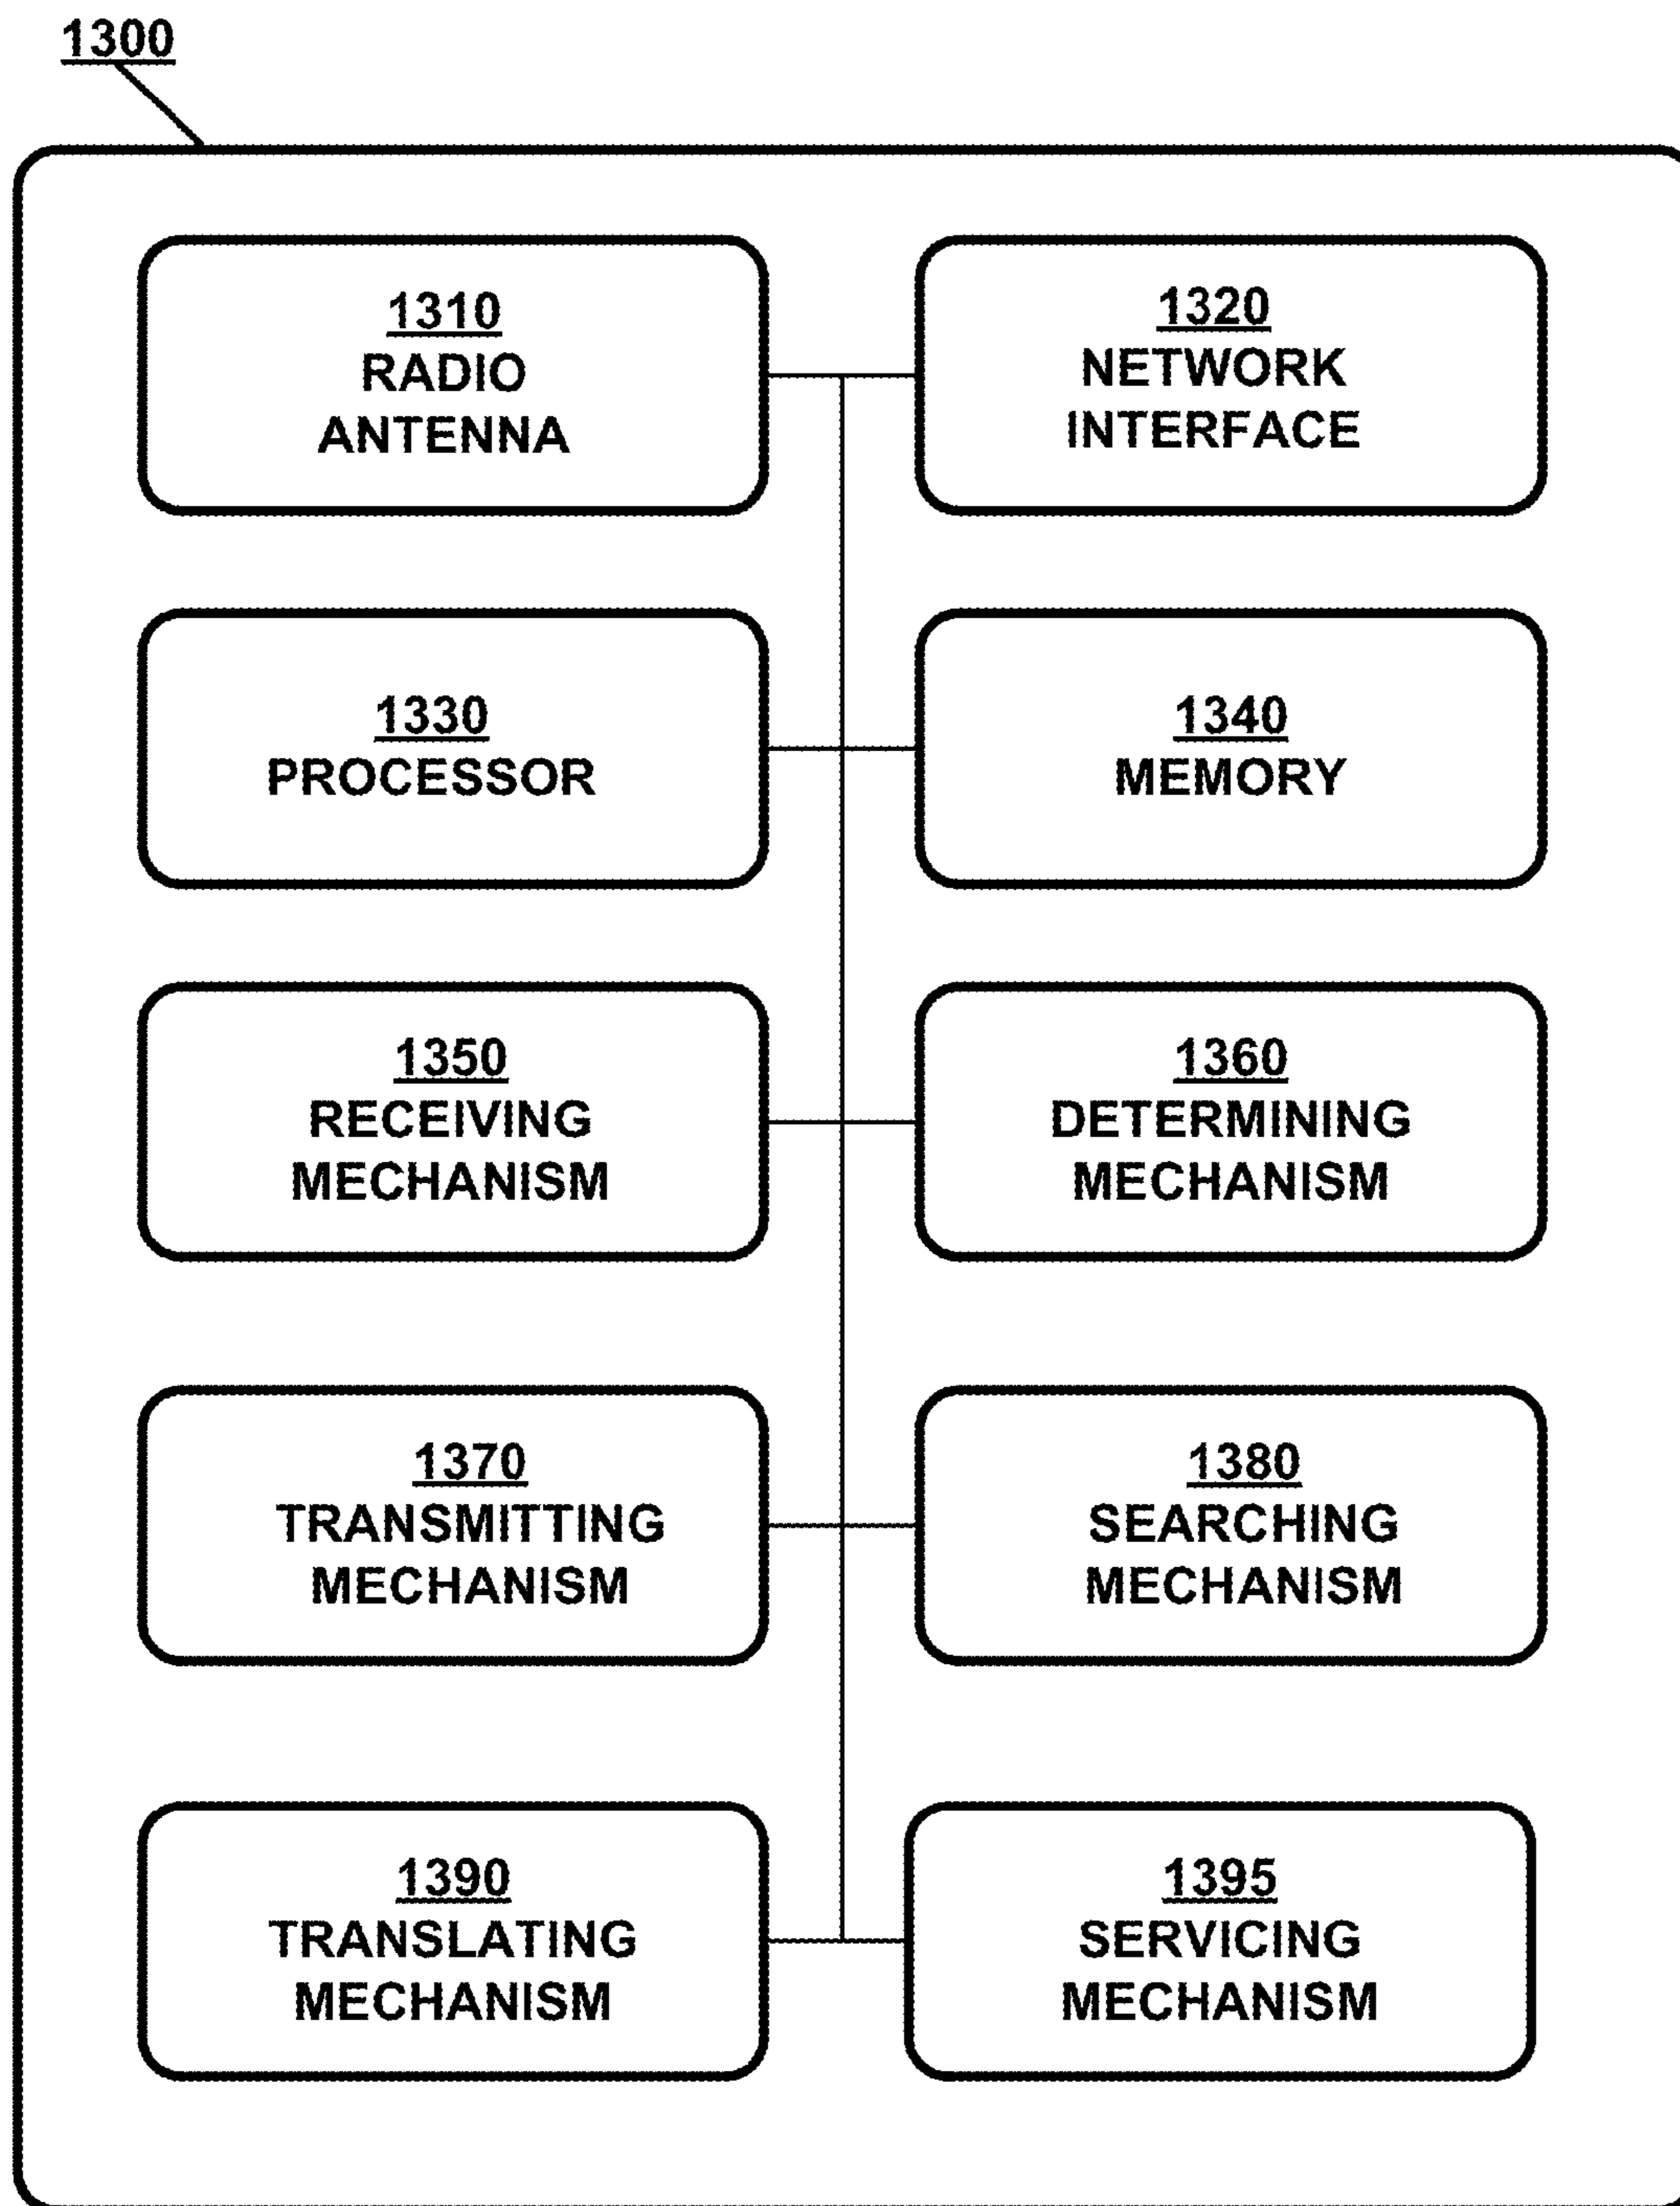 1300
1310
RADIO
ANTENNA
1320
NETWORK
INTERFACE
1330
PROCESSOR
1340
MEMORY
1350
RECEIVING
MECHANISM
1360
DETERMINING
MECHANISM
1370
TRANSMITTING
MECHANISM
1380
SEARCHING
MECHANISM
1390
TRANSLATING
MECHANISM
1395
SERVICING
MECHANISM